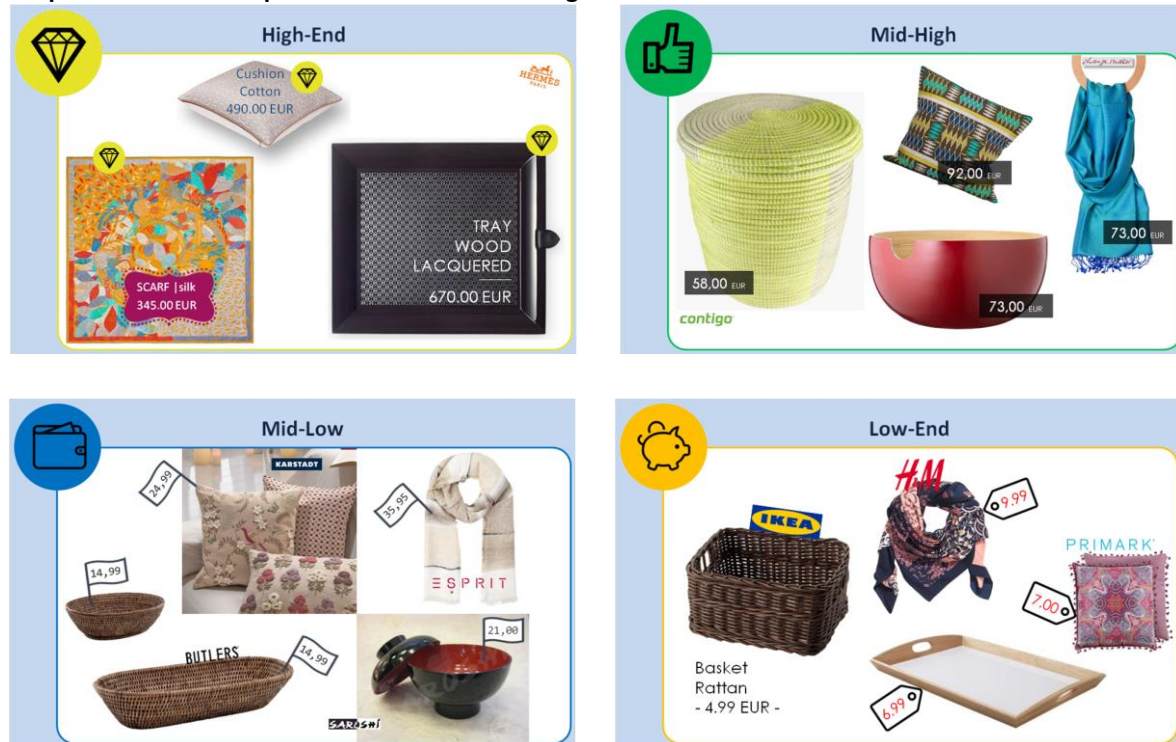 High-End
Cushion
Cotton
490.00 EUR
HERMES
PARIS
SCARF | silk
345.00 EUR
TRAY
WOOD
LACQUERED
670.00 EUR
Mid-High
92,00 EUR
73,00 EUR
58,00 EUR
73,00 EUR
contigo
Mid-Low
KARSTADT
24,99
35,95
ESPRIT
14,99
BUTLERS
14,99
21,00
Low-End
H&M
9.99
IKEA
PRIMARK
7.00
Basket
Rattan
- 4.99 EUR -
6.99